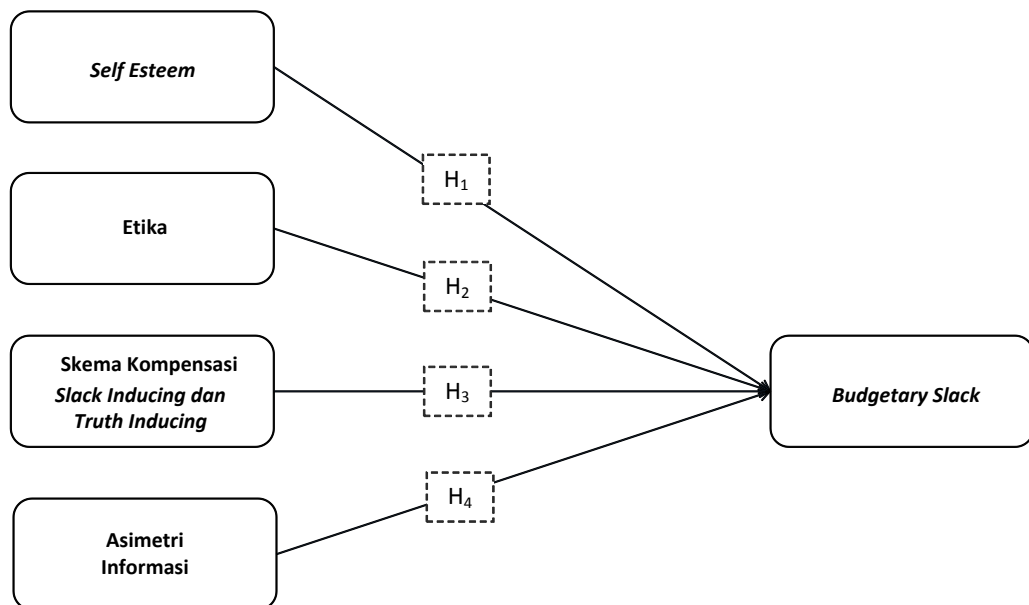 Self Esteem
H₁
Etika
H₂
Skema Kompensasi
Slack Inducing dan
Truth Inducing
H₃
Budgetary Slack
H₄
Asimetri
Informasi